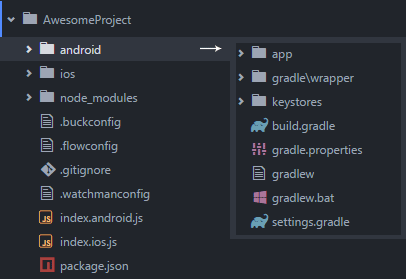 AwesomeProject
android
ios
node_modules
.buckconfig
.flowconfig
.gitignore
.watchmanconfig
index.android.js
index.ios.js
package.json
app
gradle\wrapper
keystores
build.gradle
gradle.properties
gradlew
gradlew.bat
settings.gradle